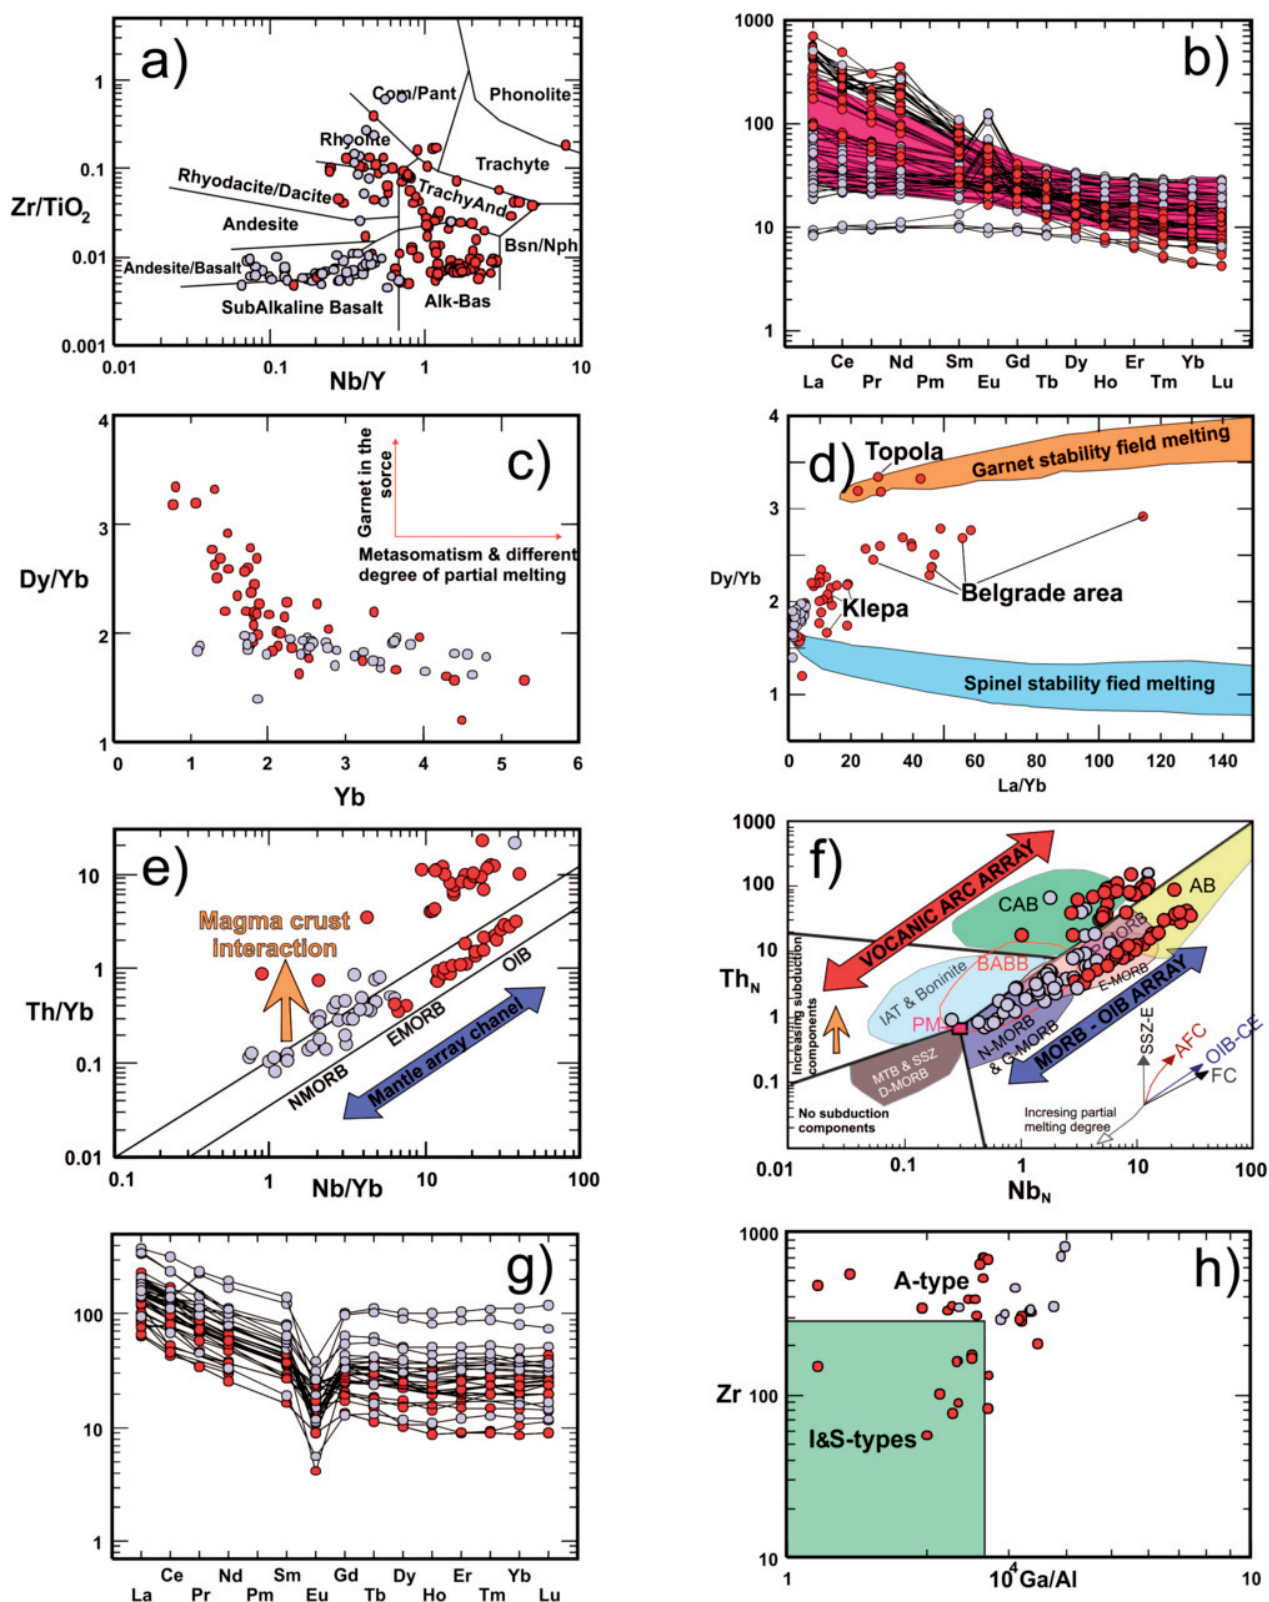 a)
Com/Pant
Phonolite
Rhyolite
Trachyte
Rhyodacite/Dacite
TrachyAnd
Andesite
Bsn/Nph
Andesite/Basalt
SubAlkaline Basalt
Alk-Bas
Zr/TiO2
1
0.1
0.01
0.001
0.01
0.1
1
10
Nb/Y
b)
1000
100
10
1
Ce Nd Sm Gd Dy Er Yb
La Pr Pm Eu Tb Ho Tm Lu
c)
Garnet in the
sorce
Metasomatism & different
degree of partial melting
Dy/Yb
4
3
2
1
0 1 2 3 4 5 6
Yb
d)
Topola
Garnet stability field melting
Klepa
Belgrade area
Spinel stability fied melting
Dy/Yb
4
3
2
1
0 20 40 60 80 100 120 140
La/Yb
e)
Magma crust
interaction
OIB
EMORB
NMORB
Mantle array chanel
Th/Yb
10
1
0.1
0.01
0.1 1 10 100
Nb/Yb
f)
VOCANIC ARC ARRAY
CAB
AB
P-MORB
E-MORB
BABB
IAT & Boninite
PM
N-MORB
& G-MORB
MORB - OIB ARRAY
MTB & SSZ
D-MORB
Increasing subduction
components
No subduction
components
SSZ-E
AFC
OIB-CE
FC
Incresing partial
melting degree
ThN
1000
100
10
1
0.1
0.01 0.1 1 10 100
NbN
g)
100
10
1
Ce Nd Sm Gd Dy Er Yb
La Pr Pm Eu Tb Ho Tm Lu
h)
A-type
I&S-types
Zr
1000
100
10
1
10
10⁴Ga/Al